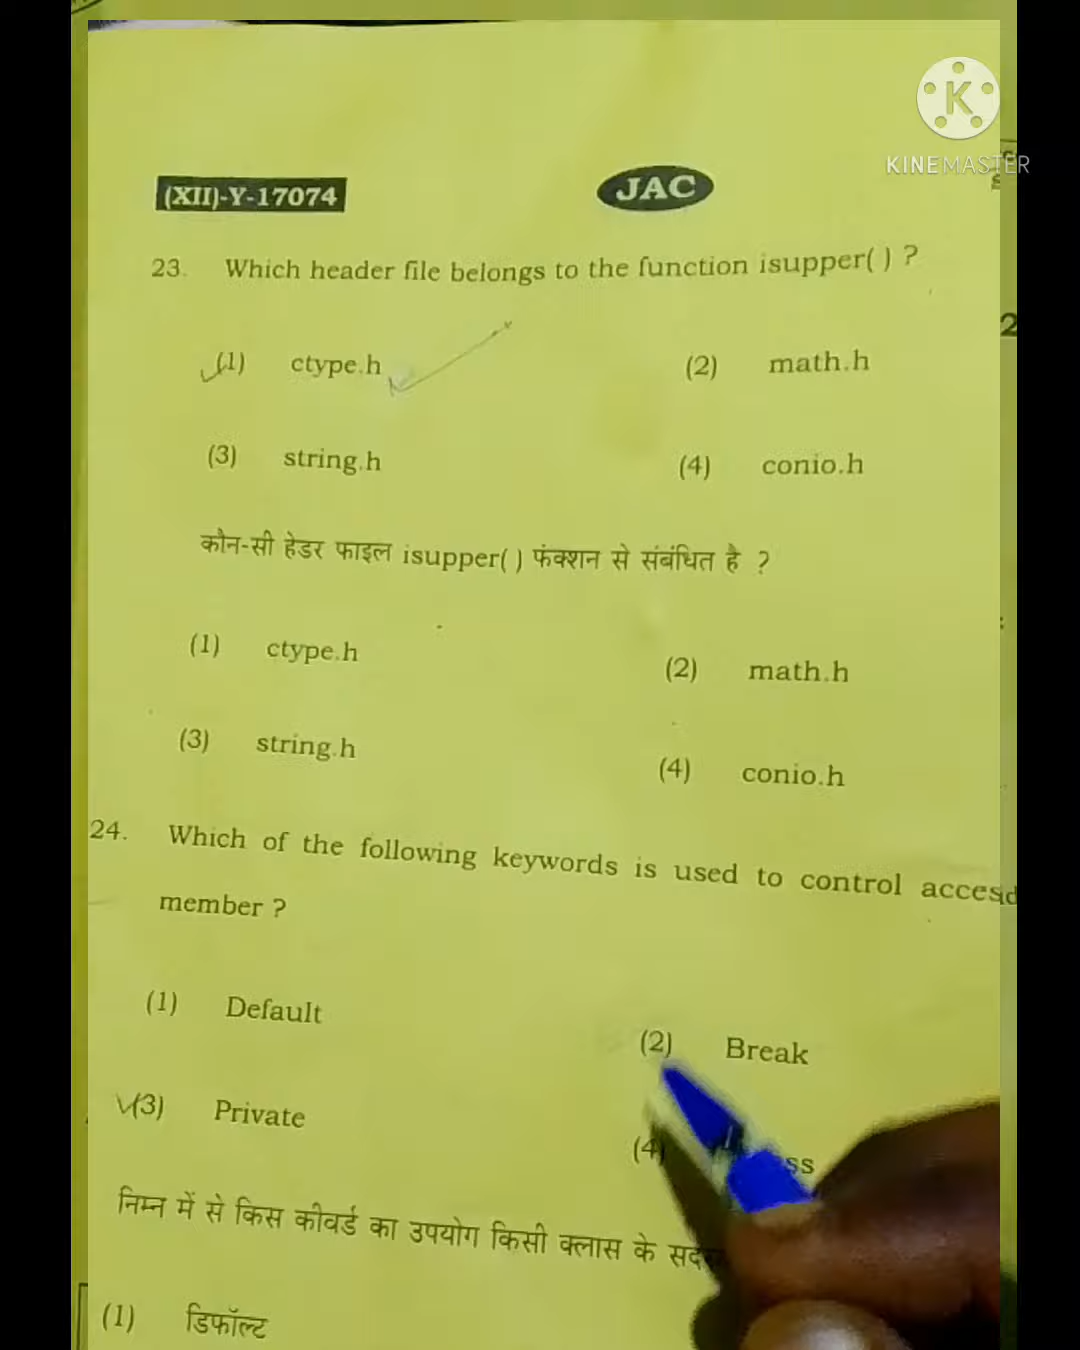 KINEMASTER
(XII)-Y-17074
JAC
23. Which header file belongs to the function isupper( ) ?
(1) ctype.h (2) math.h
(3) string.h (4) conio.h
कौन-सी हेडर फाइल isupper( ) फंक्शन से संबंधित है ?
(1) ctype.h (2) math.h
(3) string.h (4) conio.h
24. Which of the following keywords is used to control
member ?
(1) Default (2) Break
(3) Private (4)
निम्न में से किस कीवर्ड का उपयोग किसी क्लास के
(1) डिफॉल्ट